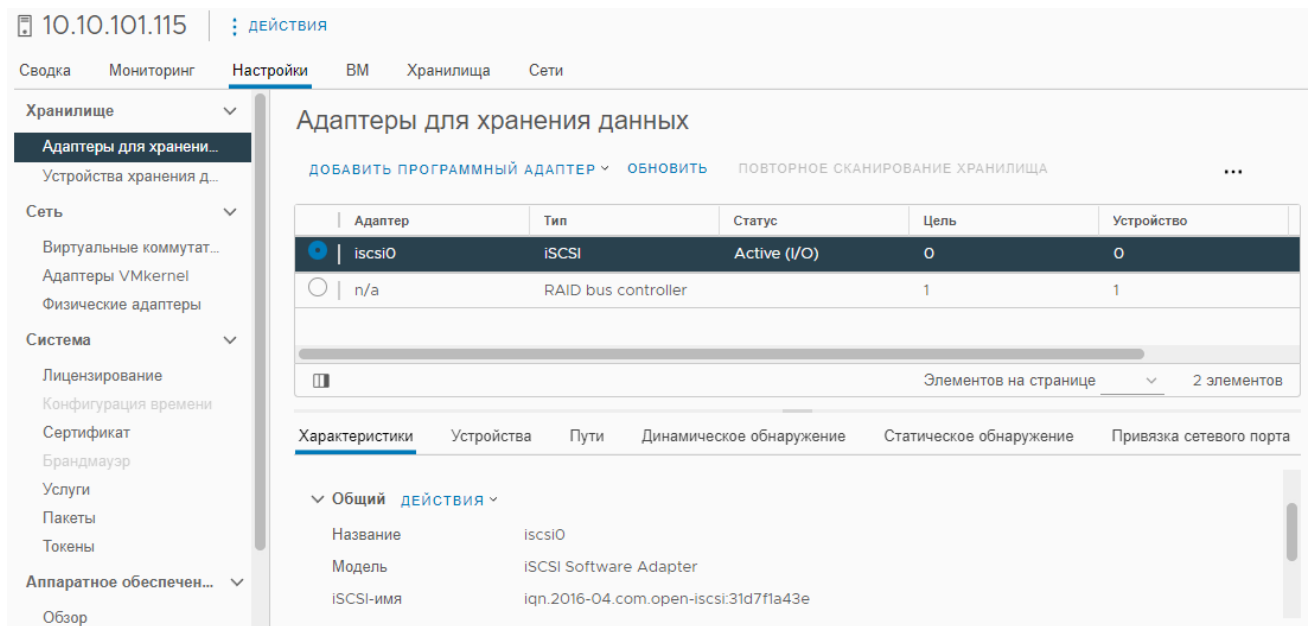 10.10.101.115 ДЕЙСТВИЯ
Сводка Мониторинг Настройки ВМ Хранилища Сети
Хранилище
Адаптеры для хранени...
Устройства хранения д...
Сеть
Виртуальные коммутат...
Адаптеры VMkernel
Физические адаптеры
Система
Лицензирование
Конфигурация времени
Сертификат
Брандмауэр
Услуги
Пакеты
Токены
Аппаратное обеспечен...
Обзор
Адаптеры для хранения данных
ДОБАВИТЬ ПРОГРАММНЫЙ АДАПТЕР ОБНОВИТЬ ПОВТОРНОЕ СКАНИРОВАНИЕ ХРАНИЛИЩА ...
Адаптер Тип Статус Цель Устройство
iscsi0 iSCSI Active (I/O) 0 0
n/a RAID bus controller 1 1
Элементов на странице 2 элементов
Характеристики Устройства Пути Динамическое обнаружение Статическое обнаружение Привязка сетевого порта
Общий ДЕЙСТВИЯ
Название iscsi0
Модель iSCSI Software Adapter
iSCSI-имя iqn.2016-04.com.open-iscsi:31d7f1a43e